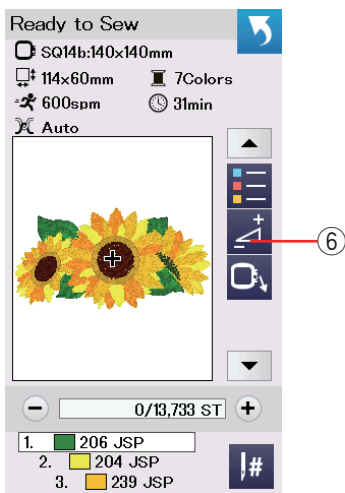 Ready to Sew
SQ14b:140x140mm
114x60mm 7Colors
600spm 31min
Auto
+
−
⑥
− 0/13,733 ST +
1. 206 JSP
2. 204 JSP
3. 239 JSP
#